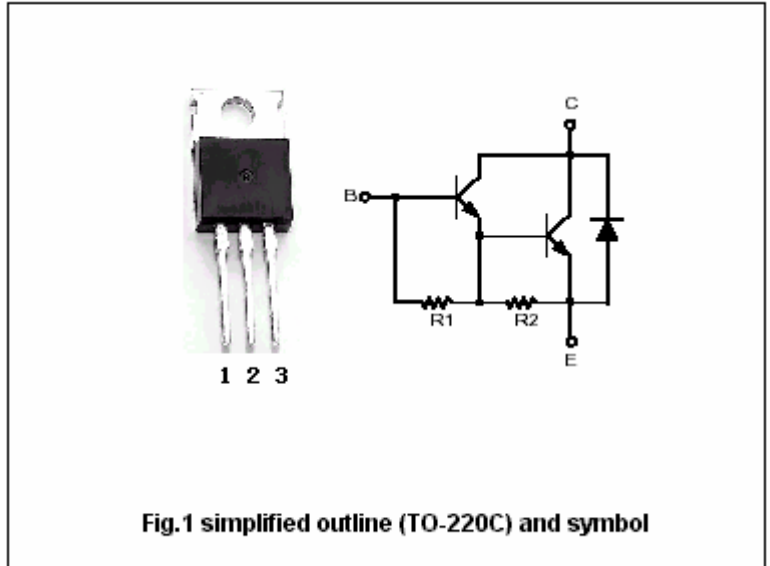 C
B
R1 R2
E
1 2 3
Fig.1 simplified outline (TO-220C) and symbol